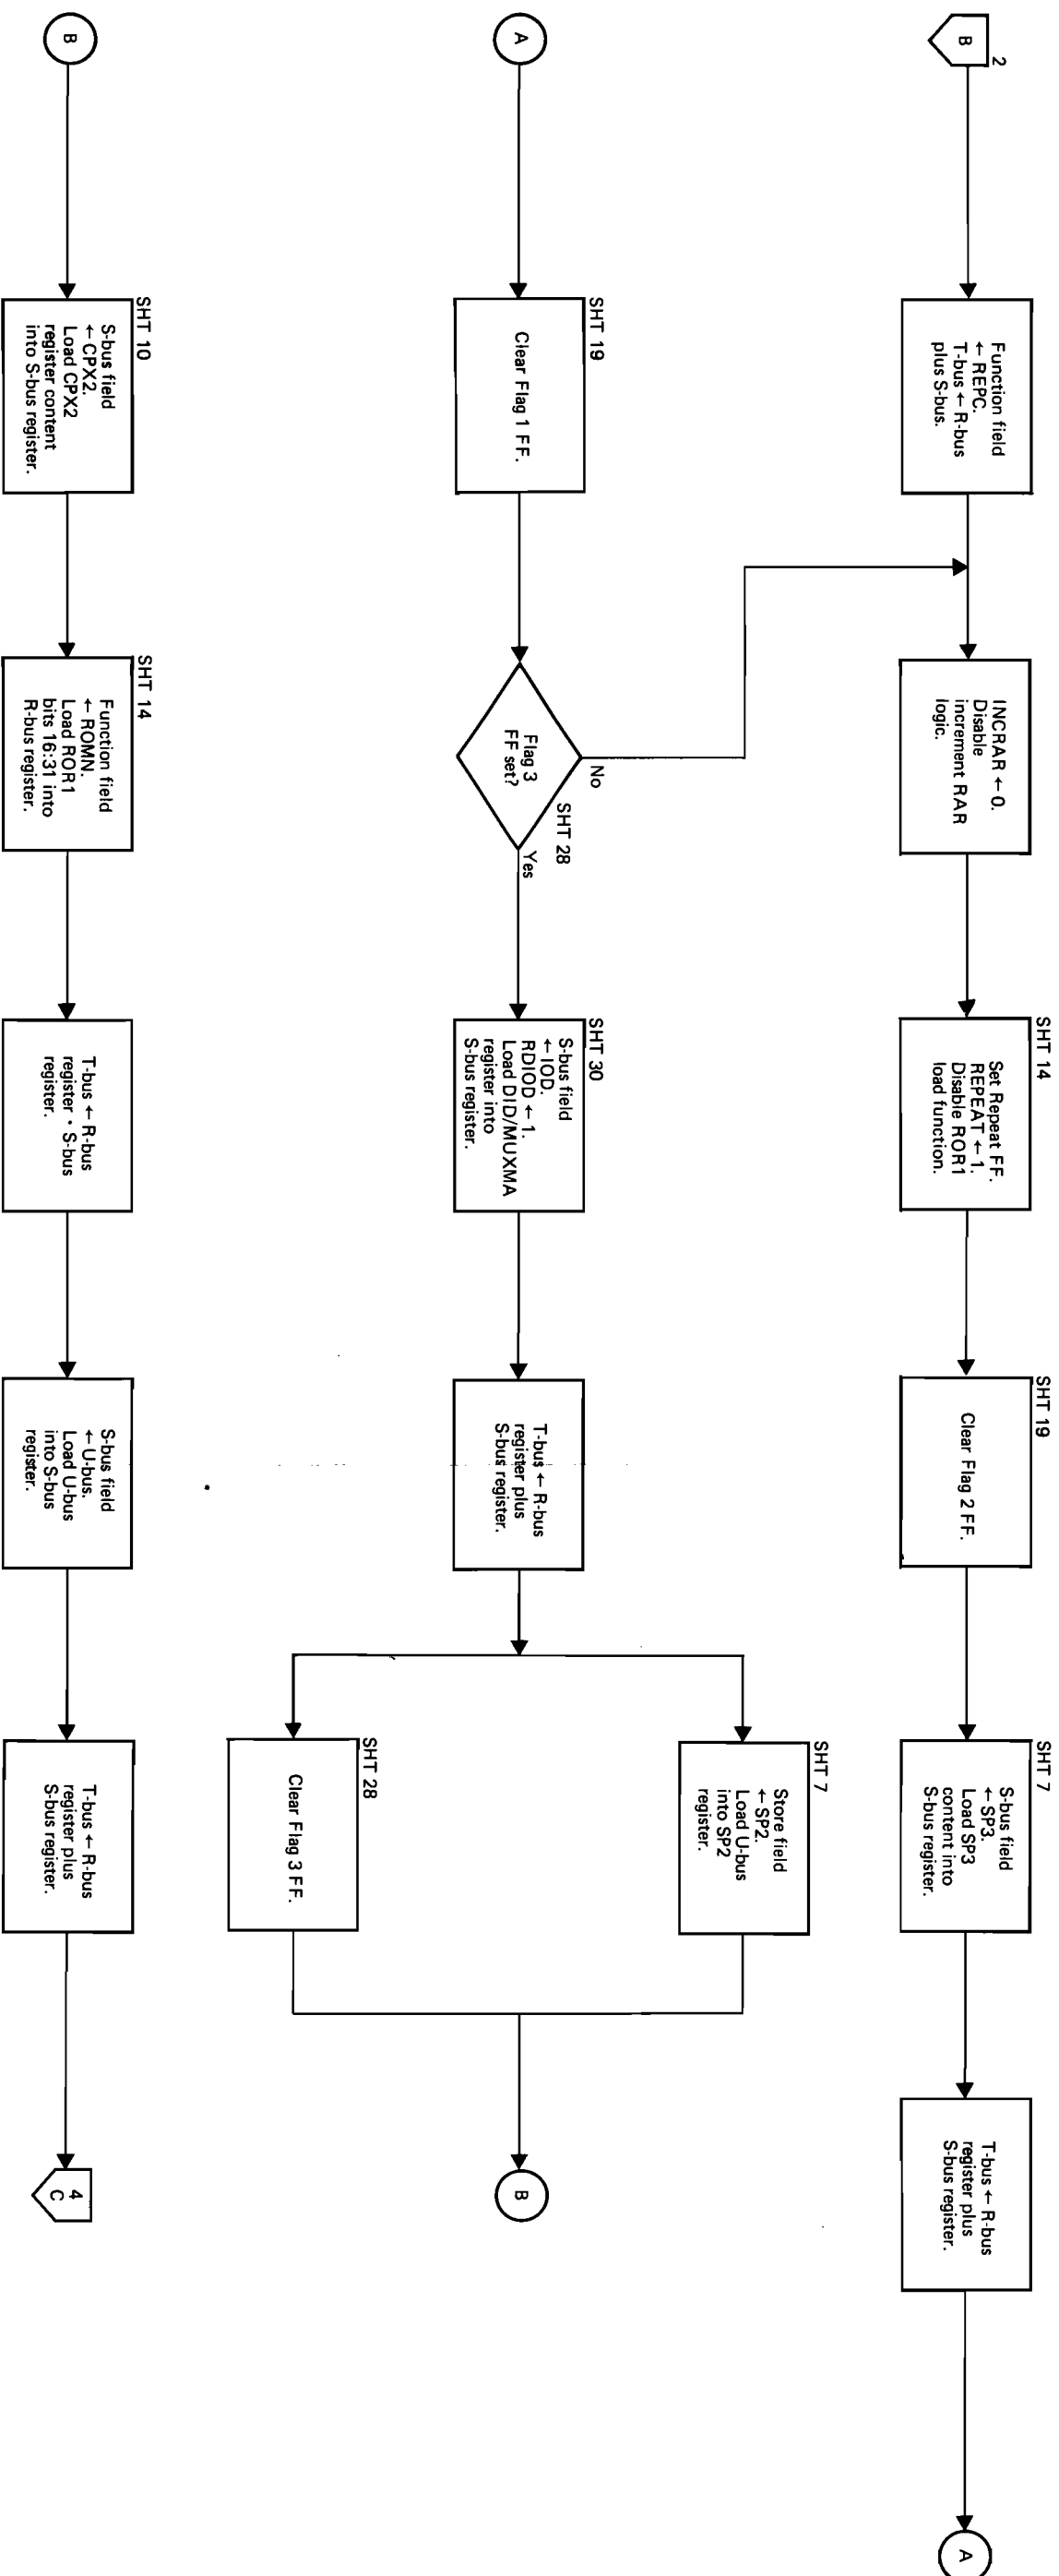 2
B
Function field
← REPC.
T-bus ← R-bus
plus S-bus.
INCRAR ← 0.
Disable
increment RAR
logic.
SHT 14
Set Repeat FF.
REPEAT ← 1.
Disable ROR1
load function.
SHT 19
Clear Flag 2 FF.
SHT 7
S-bus field
← SP3.
Load SP3
content into
S-bus register.
T-bus ← R-bus
register plus
S-bus register.
A
A
SHT 19
Clear Flag 1 FF.
Flag 3
FF set?
No
SHT 28
Yes
SHT 30
S-bus field
← IOD.
RDIOD ← 1.
Load DID/MUXMA
register into
S-bus register.
T-bus ← R-bus
register plus
S-bus register.
SHT 7
Store field
← SP2.
Load U-bus
into SP2
register.
SHT 28
Clear Flag 3 FF.
B
B
SHT 10
S-bus field
← CPX2.
Load CPX2
register content
into S-bus register.
SHT 14
Function field
← ROMN.
Load ROR1
bits 16:31 into
R-bus register.
T-bus ← R-bus
register • S-bus
register.
S-bus field
← U-bus.
Load U-bus
into S-bus
register.
T-bus ← R-bus
register plus
S-bus register.
4
C